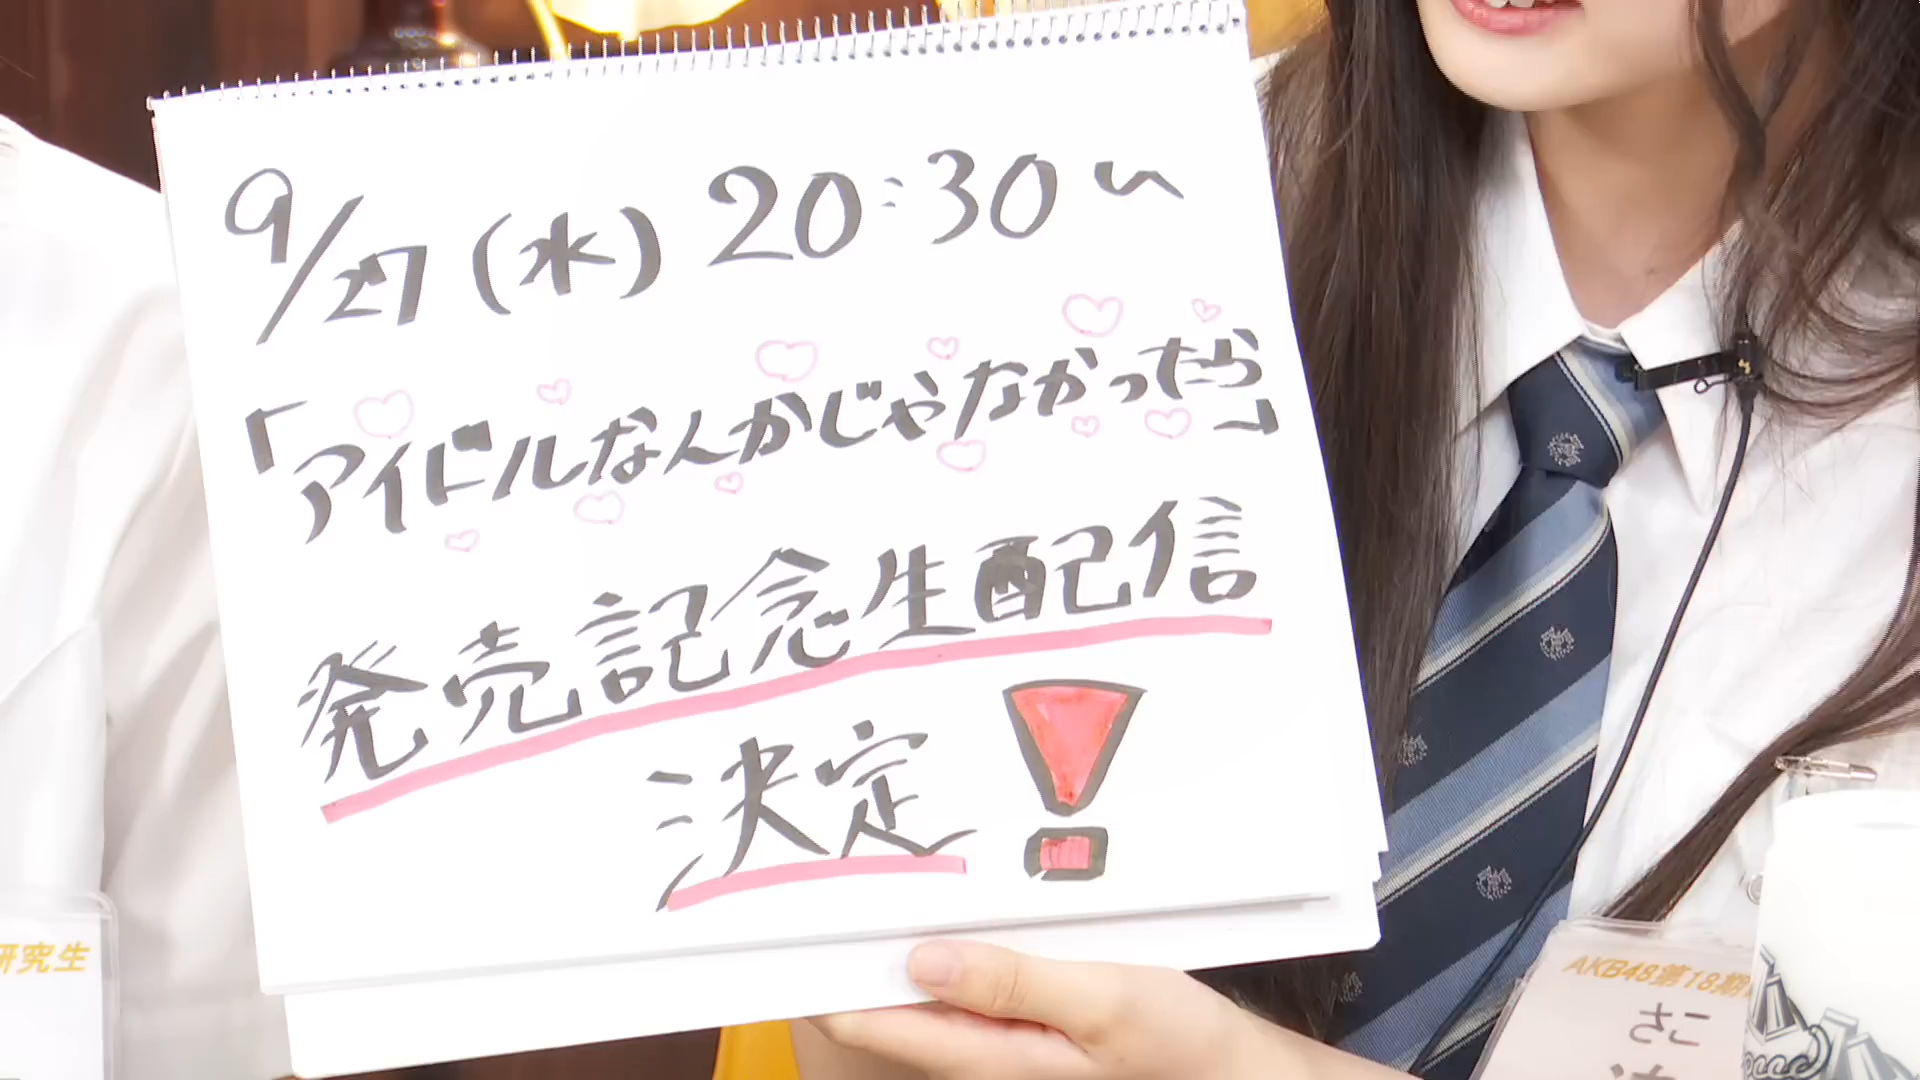 9/27(水) 20:30〜
「アイドルなんかじゃなかったら」
発売記念生配信
決定!
研究生
AKB48第18期
さこ